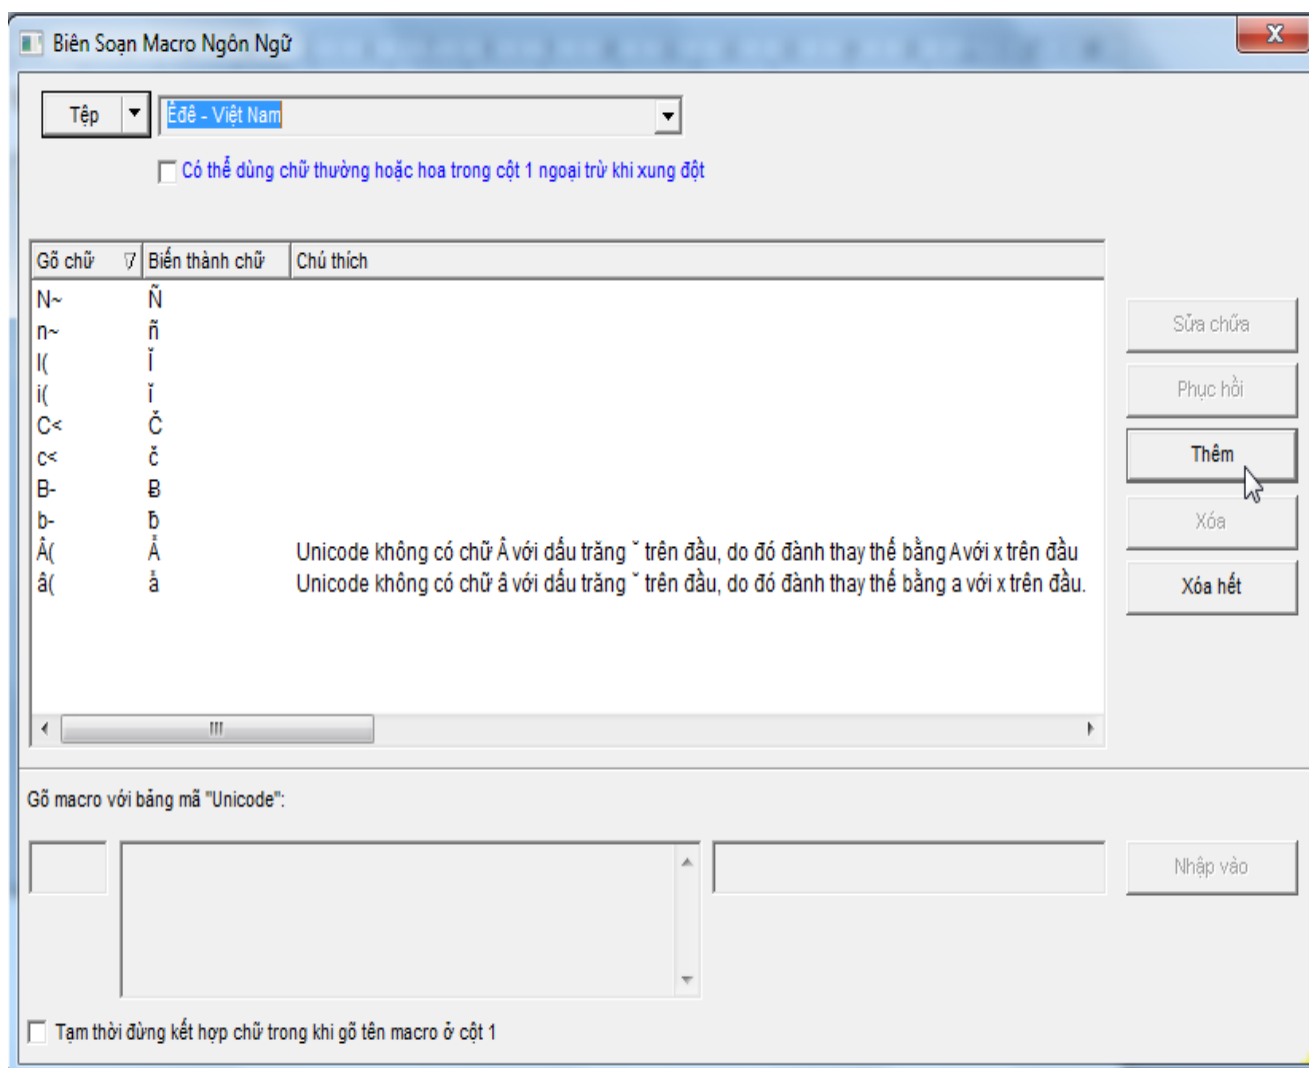 Biên Soạn Macro Ngôn Ngữ
Tệp Êđê - Việt Nam
Có thể dùng chữ thường hoặc hoa trong cột 1 ngoại trừ khi xung đột
Gõ chữ Biến thành chữ Chú thích
N~ Ñ
n~ ñ
I( Ĭ
i( ĭ
C< Č
c< č
B- Ƀ
b- ƀ
Â( Å̆
Unicode không có chữ Â với dấu trăng ˘ trên đầu, do đó đành thay thế bằng A với x trên đầu
â( å̆
Unicode không có chữ â với dấu trăng ˘ trên đầu, do đó đành thay thế bằng a với x trên đầu.
Sửa chữa
Phục hồi
Thêm
Xóa
Xóa hết
Gõ macro với bảng mã "Unicode":
Nhập vào
Tạm thời đừng kết hợp chữ trong khi gõ tên macro ở cột 1